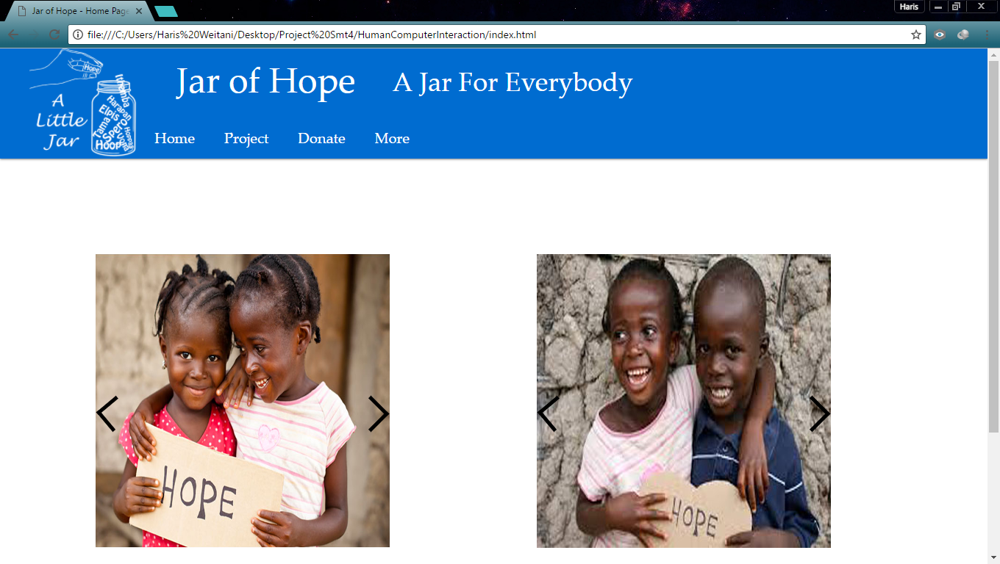 Jar of Hope - Home Page
Haris
file:///C:/Users/Haris%20Weitani/Desktop/Project%20Smt4/HumanComputerInteraction/index.html
Hope
A
Little
Jar
Harapan
Elpis
Tama
Spero
HOOP
Jar of Hope
A Jar For Everybody
Home
Project
Donate
More
HOPE
HOPE